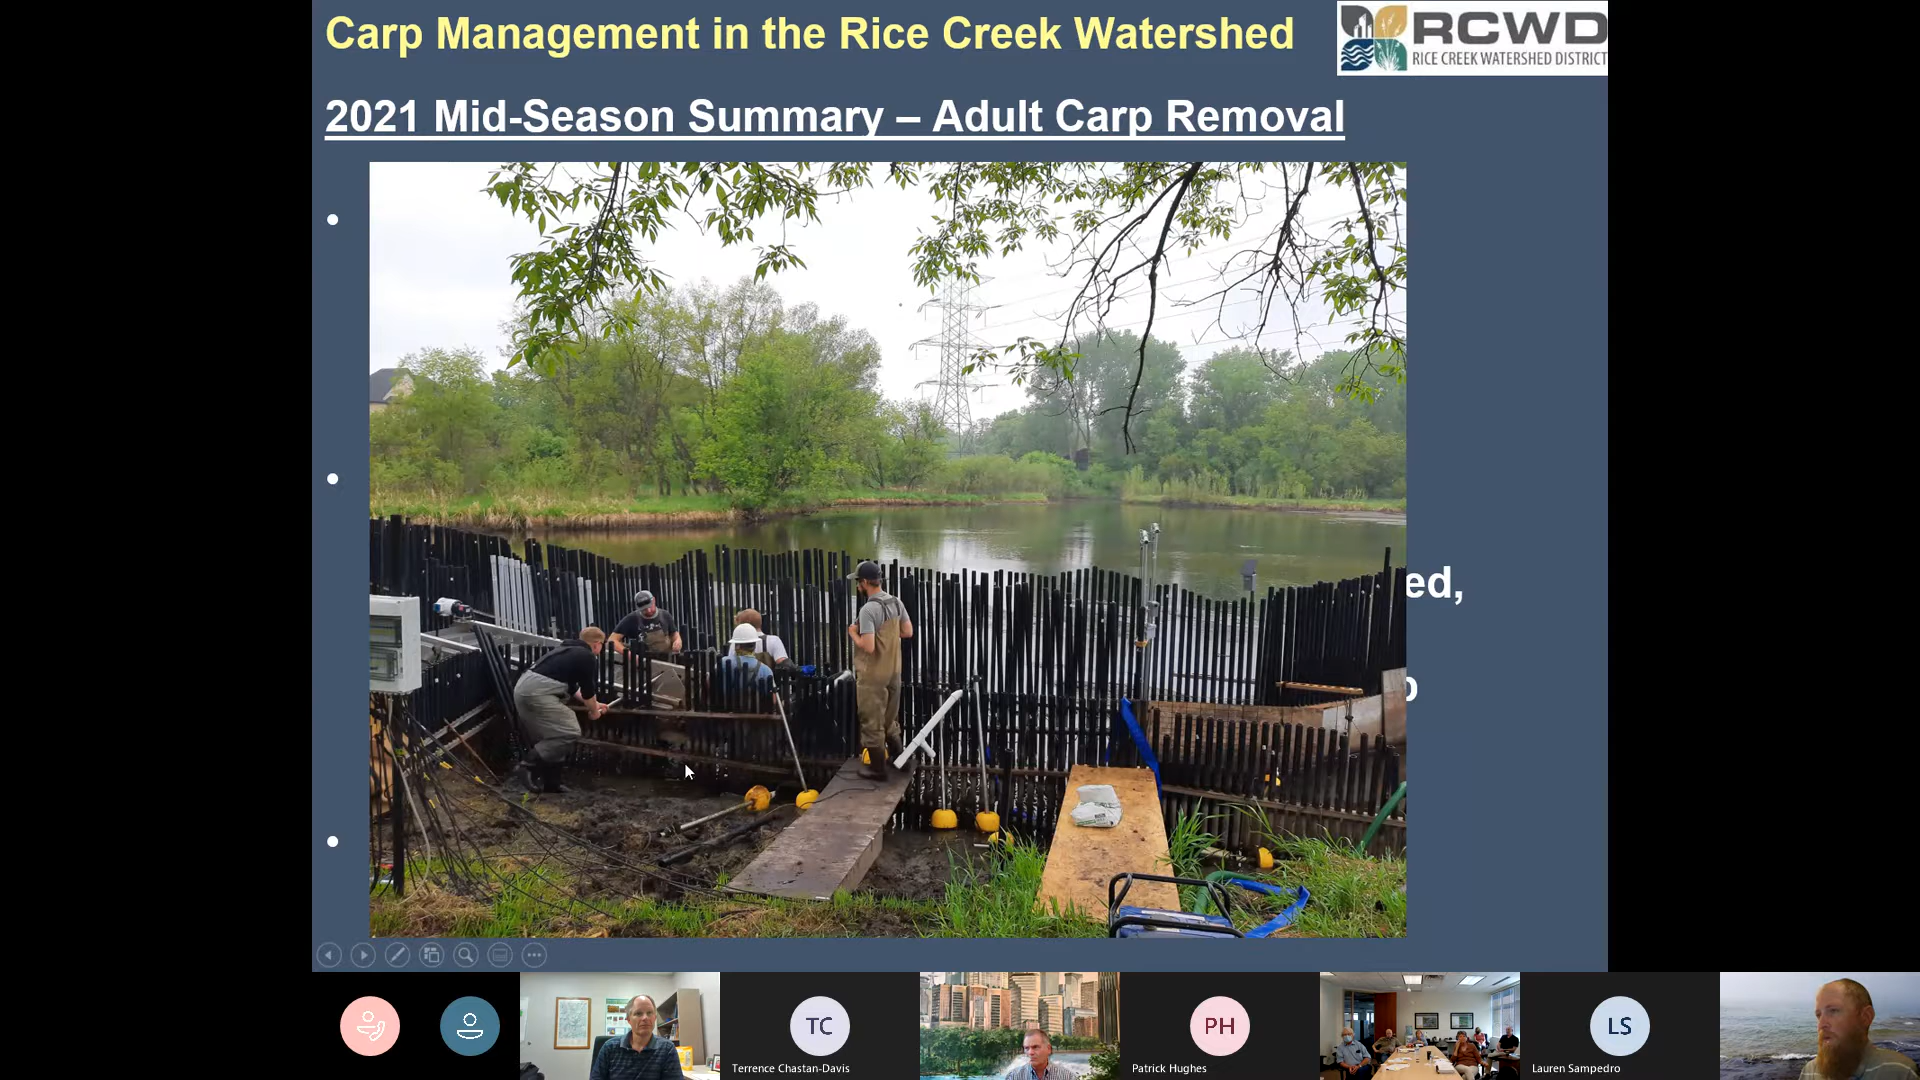 Carp Management in the Rice Creek Watershed
RCWD
RICE CREEK WATERSHED DISTRICT
2021 Mid-Season Summary – Adult Carp Removal
ed,
p
TC
Terrence Chastan-Davis
PH
Patrick Hughes
LS
Lauren Sampedro